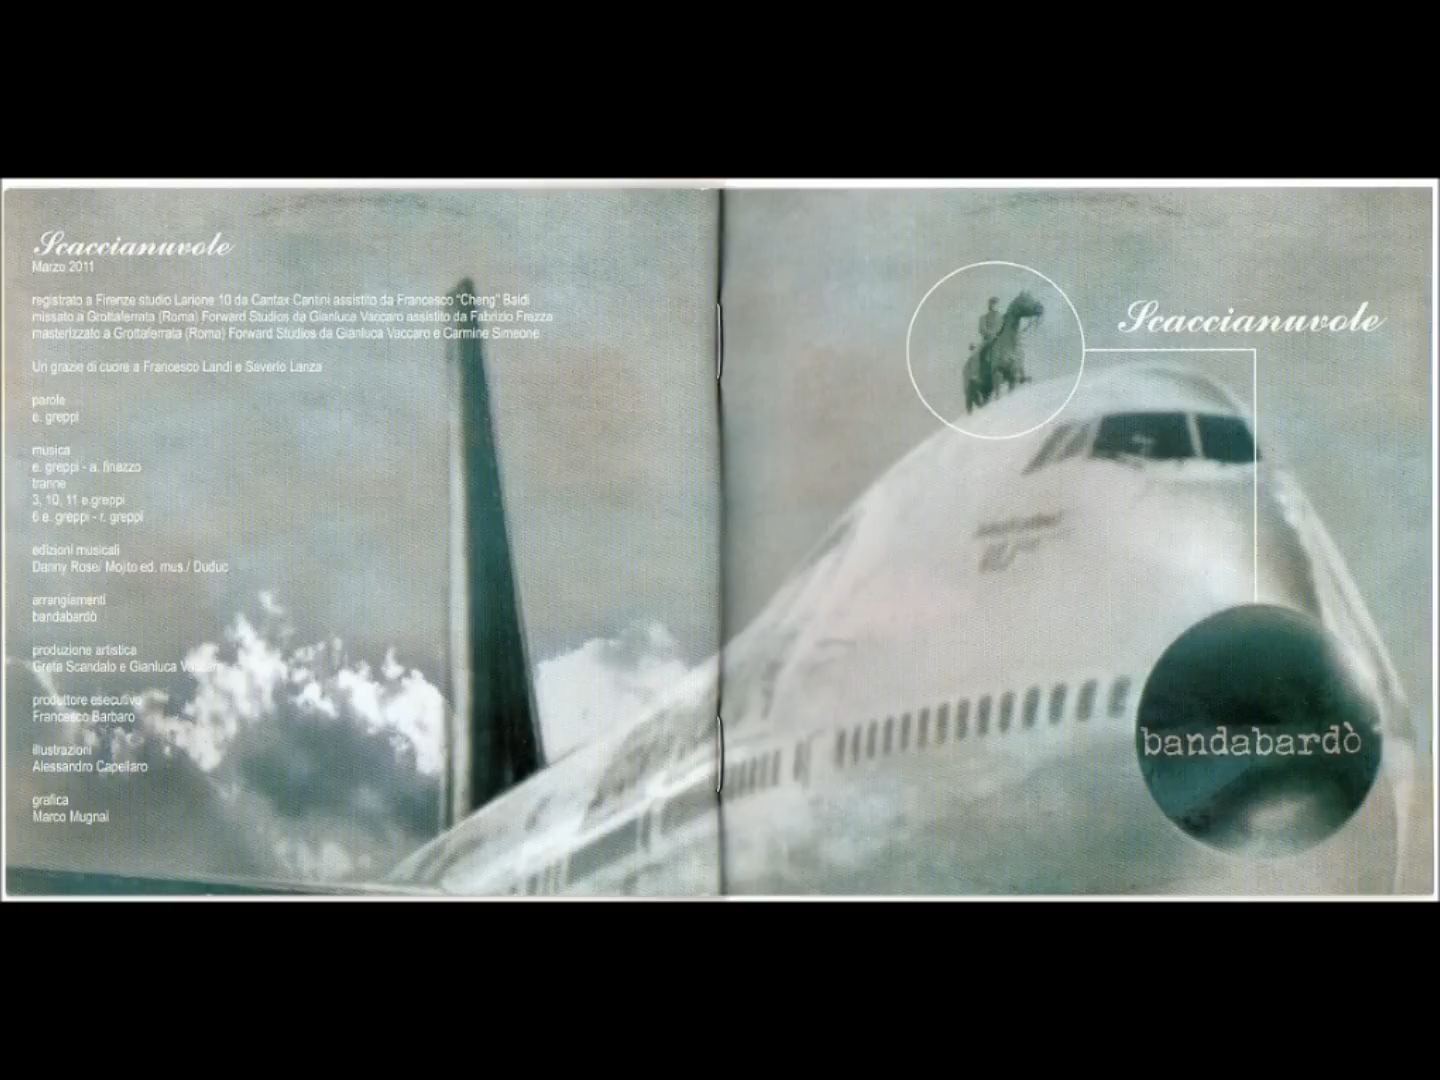 Scaccianuvole
Marzo 2011
registrato a Firenze studio Larione 10 da Cantax Cantini assistito da Francesco "Cheng" Baldi
missato a Grottaferrata (Roma) Forward Studios da Gianluca Vaccaro assistito da Fabrizio Frezza
masterizzato a Grottaferrata (Roma) Forward Studios da Gianluca Vaccaro e Carmine Simeone
Un grazie di cuore a Francesco Landi e Saverio Lanza
parole
e. greppi
musica
e. greppi - a. finazzo
tranne
3, 10, 11 e.greppi
6 e. greppi - r. greppi
edizioni musicali
Danny Rose/ Mojito ed. mus./ Duduc
arrangiamenti
bandabardò
produzione artistica
Greta Scandalo e Gianluca Vaccaro
produttore esecutivo
Francesco Barbaro
illustrazioni
Alessandro Capellaro
grafica
Marco Mugnai
Scaccianuvole
bandabardò